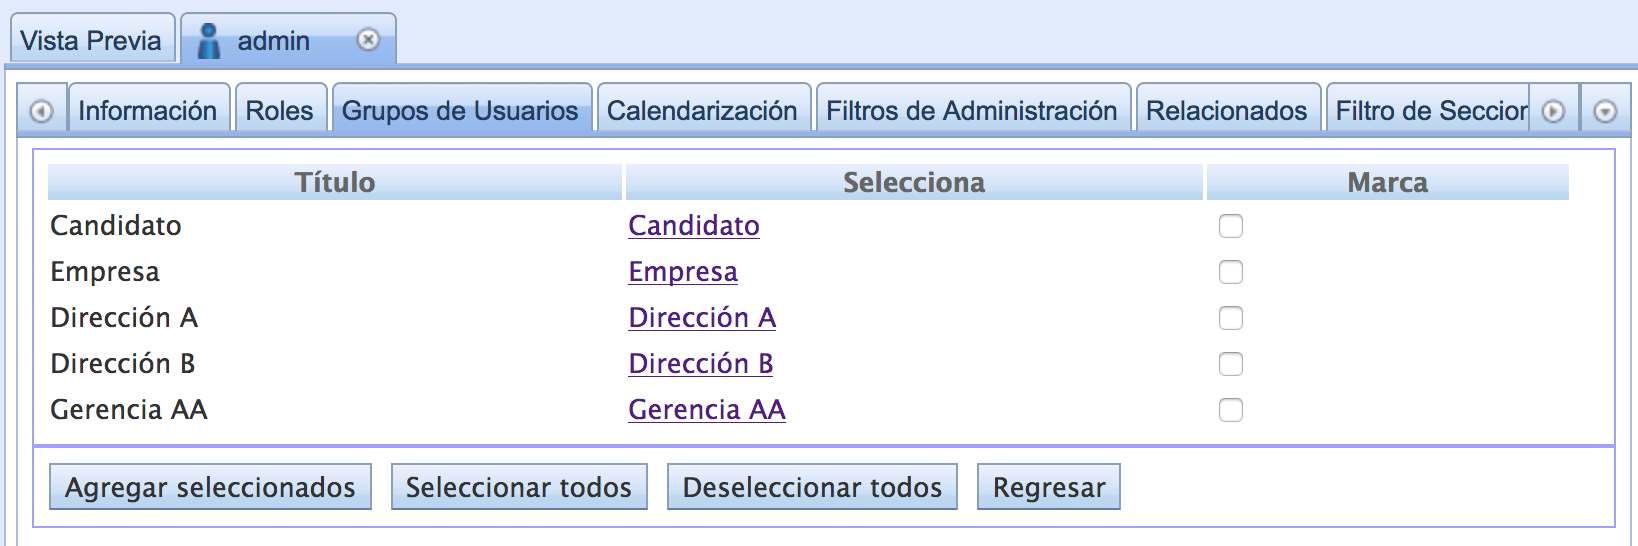 Vista Previa admin
Información Roles Grupos de Usuarios Calendarización Filtros de Administración Relacionados Filtro de Seccior
Título Selecciona Marca
Candidato Candidato
Empresa Empresa
Dirección A Dirección A
Dirección B Dirección B
Gerencia AA Gerencia AA
Agregar seleccionados Seleccionar todos Deseleccionar todos Regresar